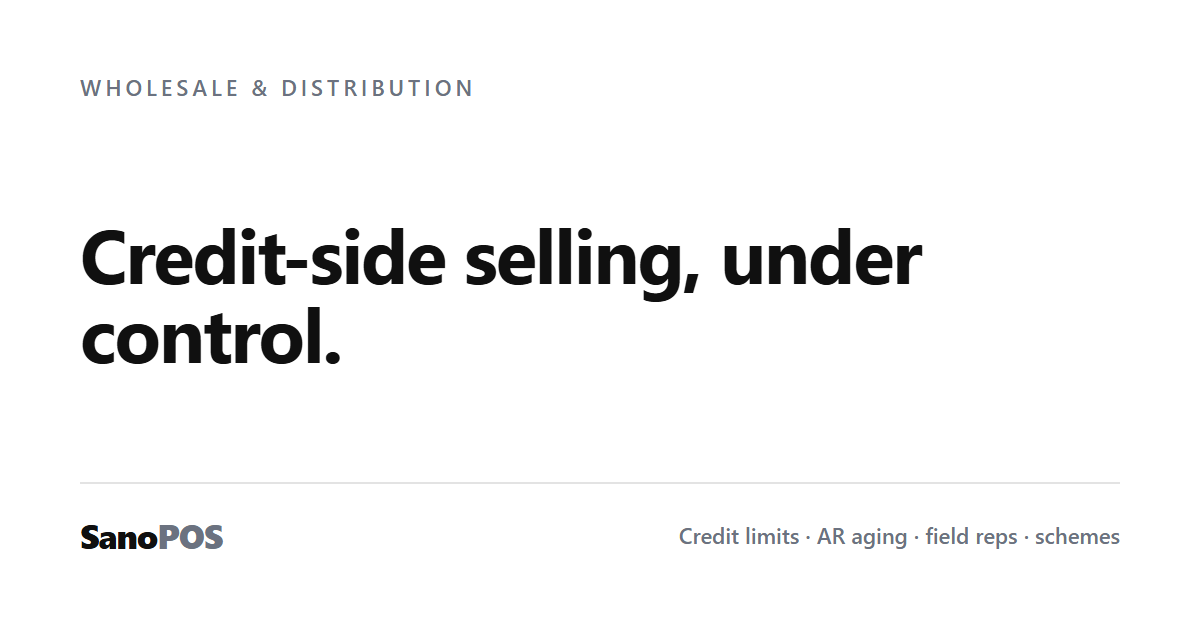 WHOLESALE & DISTRIBUTION
Credit-side selling, under
control.
SanoPOS
Credit limits · AR aging · field reps · schemes